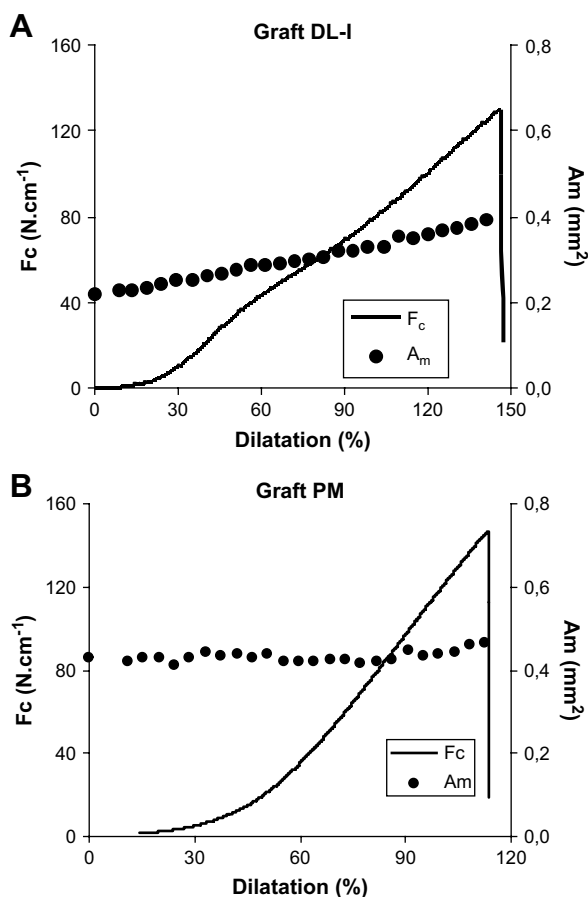 A
Graft DL-I
Fc (N.cm⁻¹)
160
120
80
40
0
Am (mm²)
0,8
0,6
0,4
0,2
0,0
Fc
Am
0 30 60 90 120 150
Dilatation (%)
B
Graft PM
Fc (N.cm⁻¹)
160
120
80
40
0
Am (mm²)
0,8
0,6
0,4
0,2
0,0
Fc
Am
0 30 60 90 120
Dilatation (%)